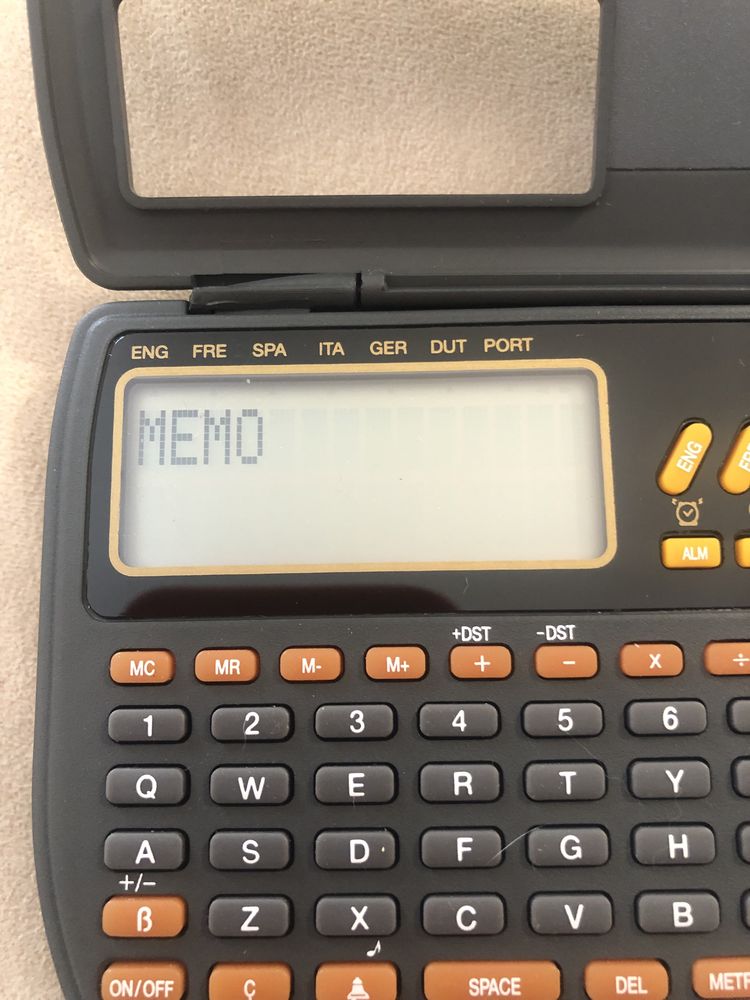 ENG FRE SPA ITA GER DUT PORT
MEMO
ENG
ALM
+DST -DST
MC MR M- M+ + - x ÷
1 2 3 4 5 6
Q W E R T Y
A S D F G H
+/-
ß Z X C V B
ON/OFF Ç SPACE DEL